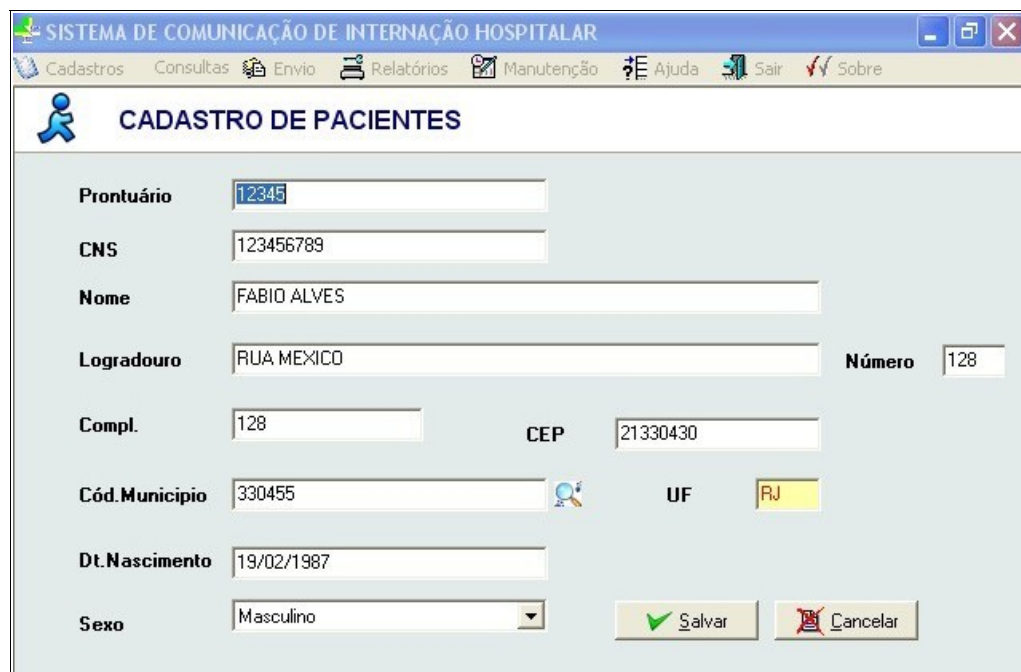 SISTEMA DE COMUNICAÇÃO DE INTERNAÇÃO HOSPITALAR
Cadastros Consultas Envio Relatórios Manutenção Ajuda Sair Sobre
CADASTRO DE PACIENTES
Prontuário 12345
CNS 123456789
Nome FABIO ALVES
Logradouro RUA MEXICO Número 128
Compl. 128 CEP 21330430
Cód.Municipio 330455 UF RJ
Dt.Nascimento 19/02/1987
Sexo Masculino Salvar Cancelar